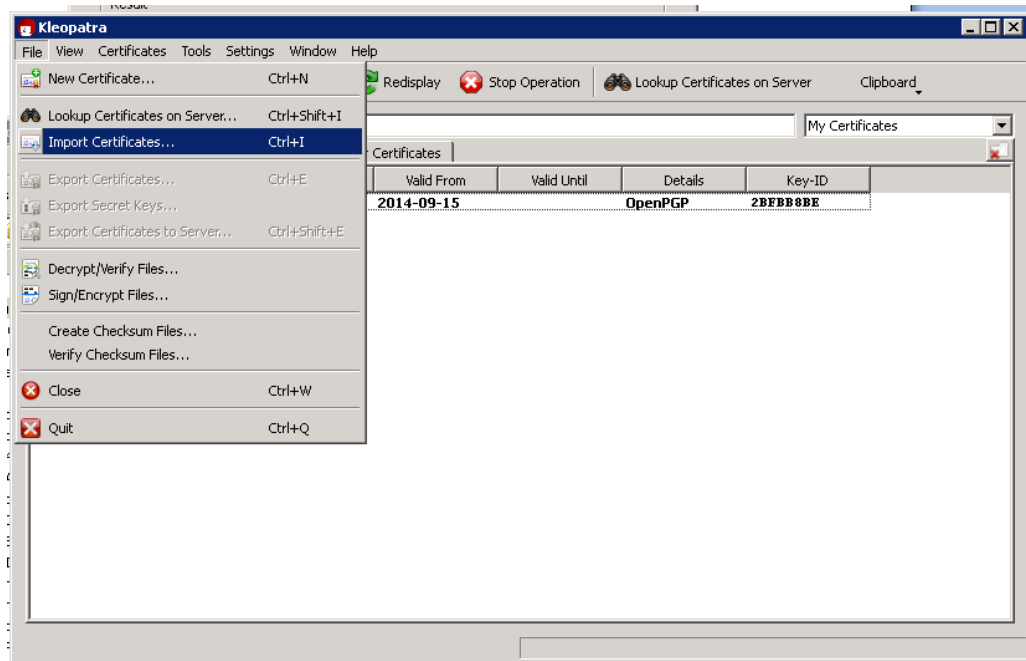 Result
Kleopatra
File View Certificates Tools Settings Window Help
New Certificate... Ctrl+N
Redisplay Stop Operation Lookup Certificates on Server Clipboard
Lookup Certificates on Server... Ctrl+Shift+I
Import Certificates... Ctrl+I
My Certificates
Certificates
Export Certificates... Ctrl+E
Valid From Valid Until Details Key-ID
Export Secret Keys...
2014-09-15 OpenPGP 2BFBB8BE
Export Certificates to Server... Ctrl+Shift+E
Decrypt/Verify Files...
Sign/Encrypt Files...
Create Checksum Files...
Verify Checksum Files...
Close Ctrl+W
Quit Ctrl+Q